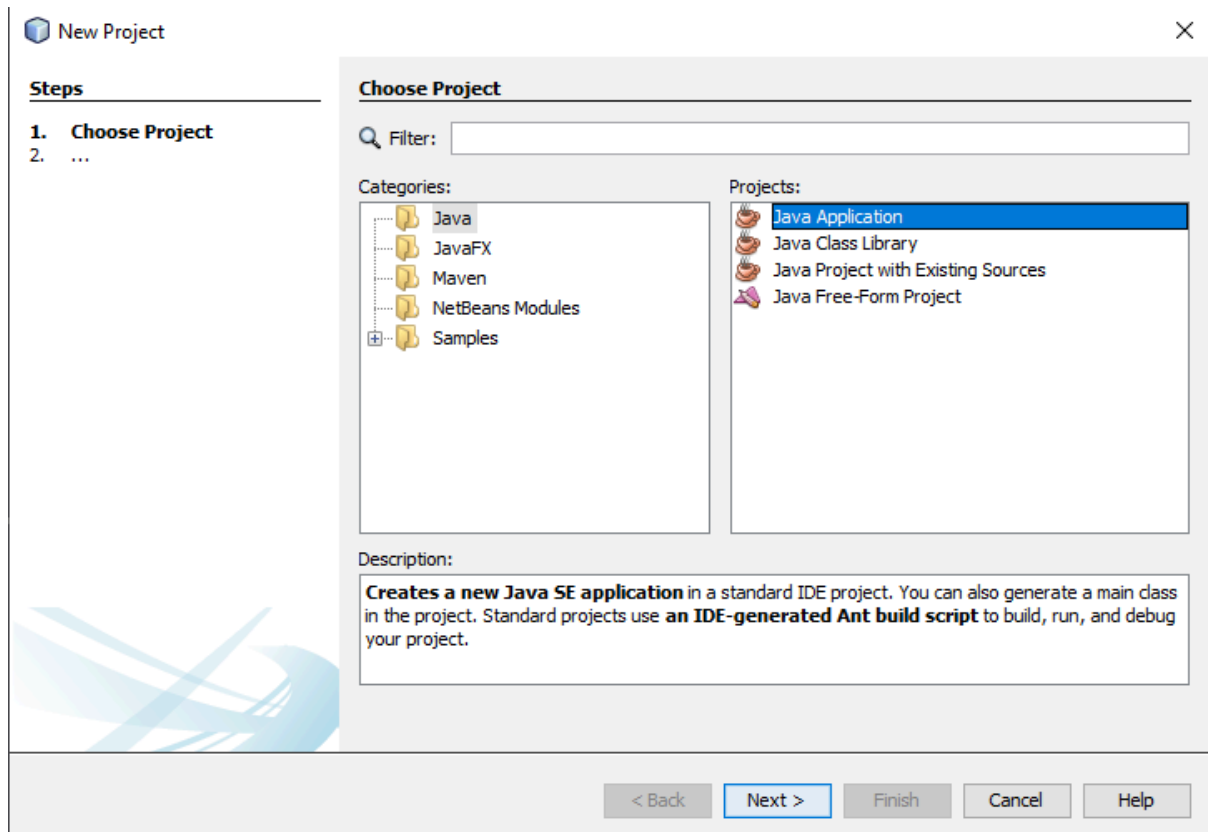 New Project
Steps
1. Choose Project
2. ...
Choose Project
Filter:
Categories:
Java
JavaFX
Maven
NetBeans Modules
Samples
Projects:
Java Application
Java Class Library
Java Project with Existing Sources
Java Free-Form Project
Description:
Creates a new Java SE application in a standard IDE project. You can also generate a main class
in the project. Standard projects use an IDE-generated Ant build script to build, run, and debug
your project.
< Back Next > Finish Cancel Help